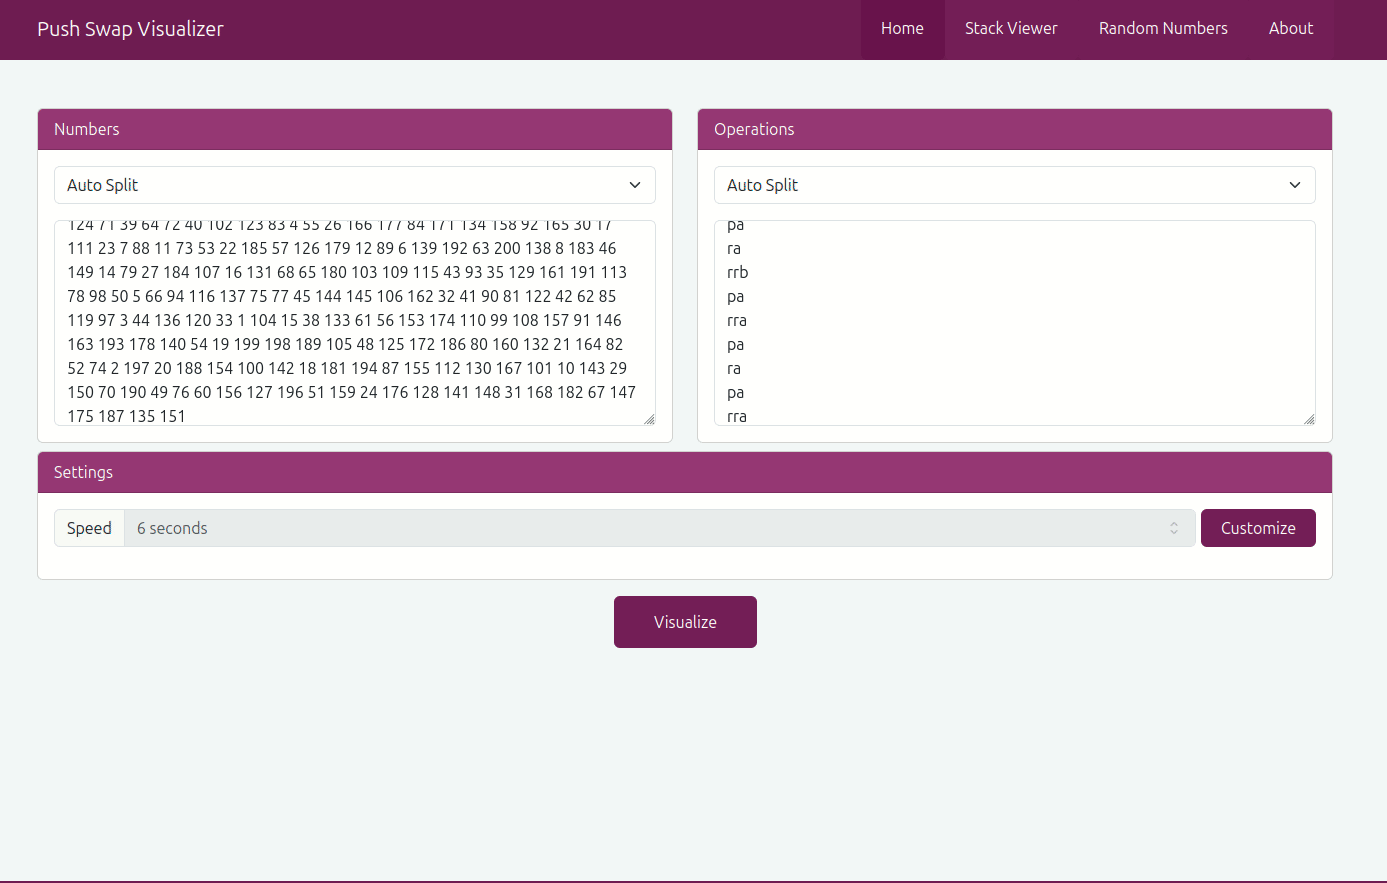 Push Swap Visualizer
Home
Stack Viewer
Random Numbers
About
Numbers
Auto Split
124 71 39 64 72 40 102 123 83 4 55 26 166 177 84 171 134 158 92 165 30 17
111 23 7 88 11 73 53 22 185 57 126 179 12 89 6 139 192 63 200 138 8 183 46
149 14 79 27 184 107 16 131 68 65 180 103 109 115 43 93 35 129 161 191 113
78 98 50 5 66 94 116 137 75 77 45 144 145 106 162 32 41 90 81 122 42 62 85
119 97 3 44 136 120 33 1 104 15 38 133 61 56 153 174 110 99 108 157 91 146
163 193 178 140 54 19 199 198 189 105 48 125 172 186 80 160 132 21 164 82
52 74 2 197 20 188 154 100 142 18 181 194 87 155 112 130 167 101 10 143 29
150 70 190 49 76 60 156 127 196 51 159 24 176 128 141 148 31 168 182 67 147
175 187 135 151
Operations
Auto Split
pa
ra
rrb
pa
rra
pa
ra
pa
rra
Settings
Speed
6 seconds
Customize
Visualize